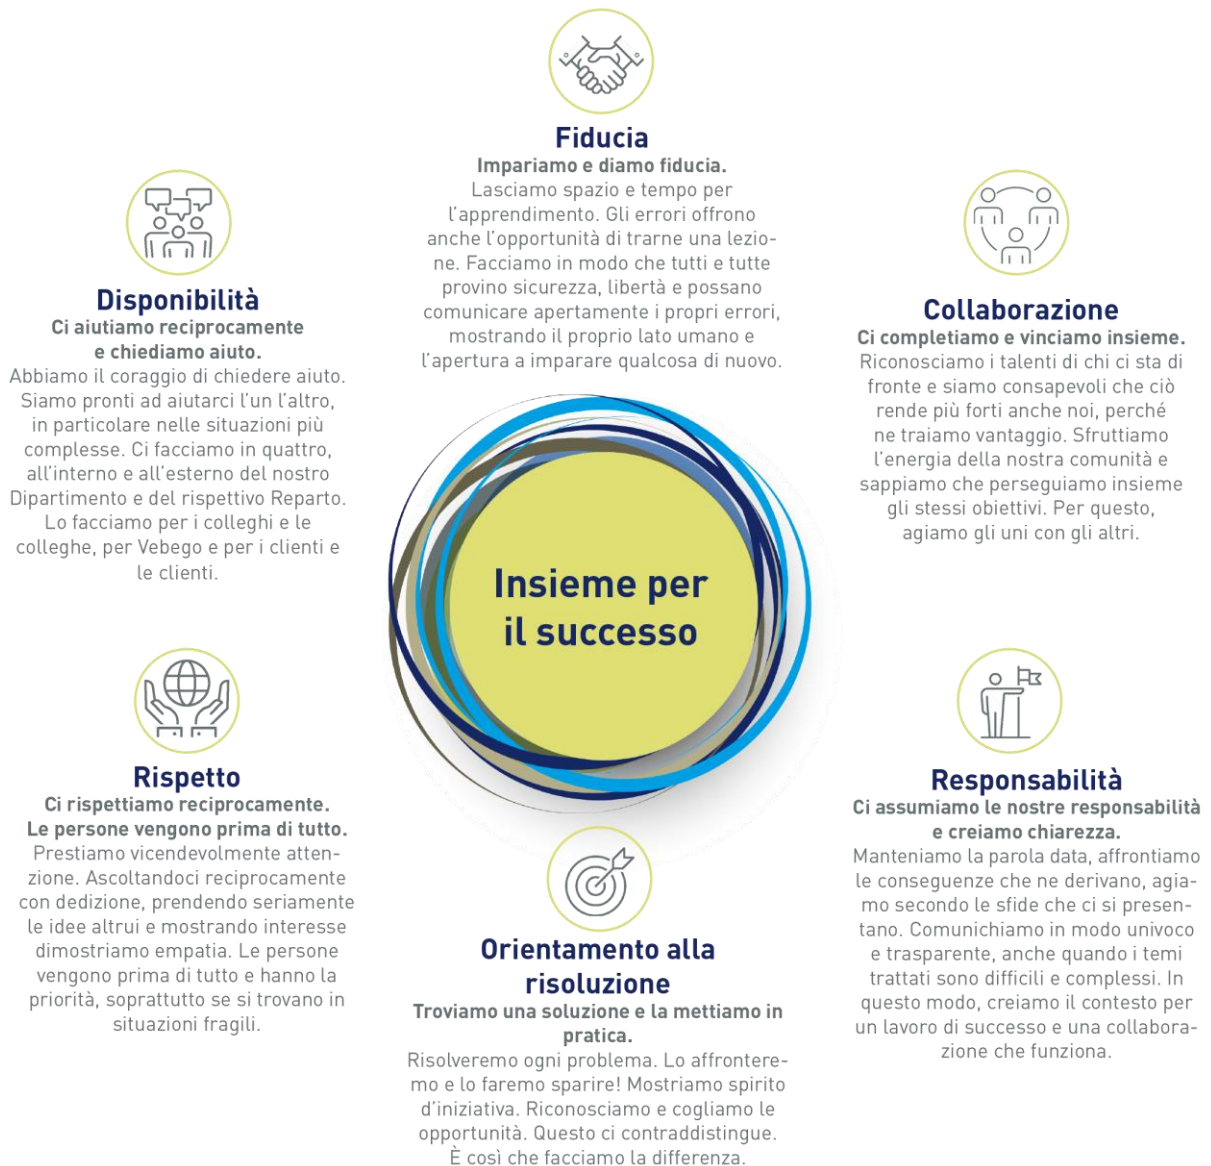 Fiducia
Impariamo e diamo fiducia.
Lasciamo spazio e tempo per
l'apprendimento. Gli errori offrono
anche l'opportunità di trarne una lezio-
ne. Facciamo in modo che tutti e tutte
provino sicurezza, libertà e possano
comunicare apertamente i propri errori,
mostrando il proprio lato umano e
l'apertura a imparare qualcosa di nuovo.
Disponibilità
Ci aiutiamo reciprocamente
e chiediamo aiuto.
Abbiamo il coraggio di chiedere aiuto.
Siamo pronti ad aiutarci l'un l'altro,
in particolare nelle situazioni più
complesse. Ci facciamo in quattro,
all'interno e all'esterno del nostro
Dipartimento e del rispettivo Reparto.
Lo facciamo per i colleghi e le
colleghe, per Vebego e per i clienti e
le clienti.
Collaborazione
Ci completiamo e vinciamo insieme.
Riconosciamo i talenti di chi ci sta di
fronte e siamo consapevoli che ciò
rende più forti anche noi, perché
ne traiamo vantaggio. Sfruttiamo
l'energia della nostra comunità e
sappiamo che perseguiamo insieme
gli stessi obiettivi. Per questo,
agiamo gli uni con gli altri.
Insieme per
il successo
Rispetto
Ci rispettiamo reciprocamente.
Le persone vengono prima di tutto.
Prestiamo vicendevolmente atten-
zione. Ascoltandoci reciprocamente
con dedizione, prendendo seriamente
le idee altrui e mostrando interesse
dimostriamo empatia. Le persone
vengono prima di tutto e hanno la
priorità, soprattutto se si trovano in
situazioni fragili.
Orientamento alla
risoluzione
Troviamo una soluzione e la mettiamo in
pratica.
Risolveremo ogni problema. Lo affrontere-
mo e lo faremo sparire! Mostriamo spirito
d'iniziativa. Riconosciamo e cogliamo le
opportunità. Questo ci contraddistingue.
È così che facciamo la differenza.
Responsabilità
Ci assumiamo le nostre responsabilità
e creiamo chiarezza.
Manteniamo la parola data, affrontiamo
le conseguenze che ne derivano, agia-
mo secondo le sfide che ci si presen-
tano. Comunichiamo in modo univoco
e trasparente, anche quando i temi
trattati sono difficili e complessi. In
questo modo, creiamo il contesto per
un lavoro di successo e una collabora-
zione che funziona.